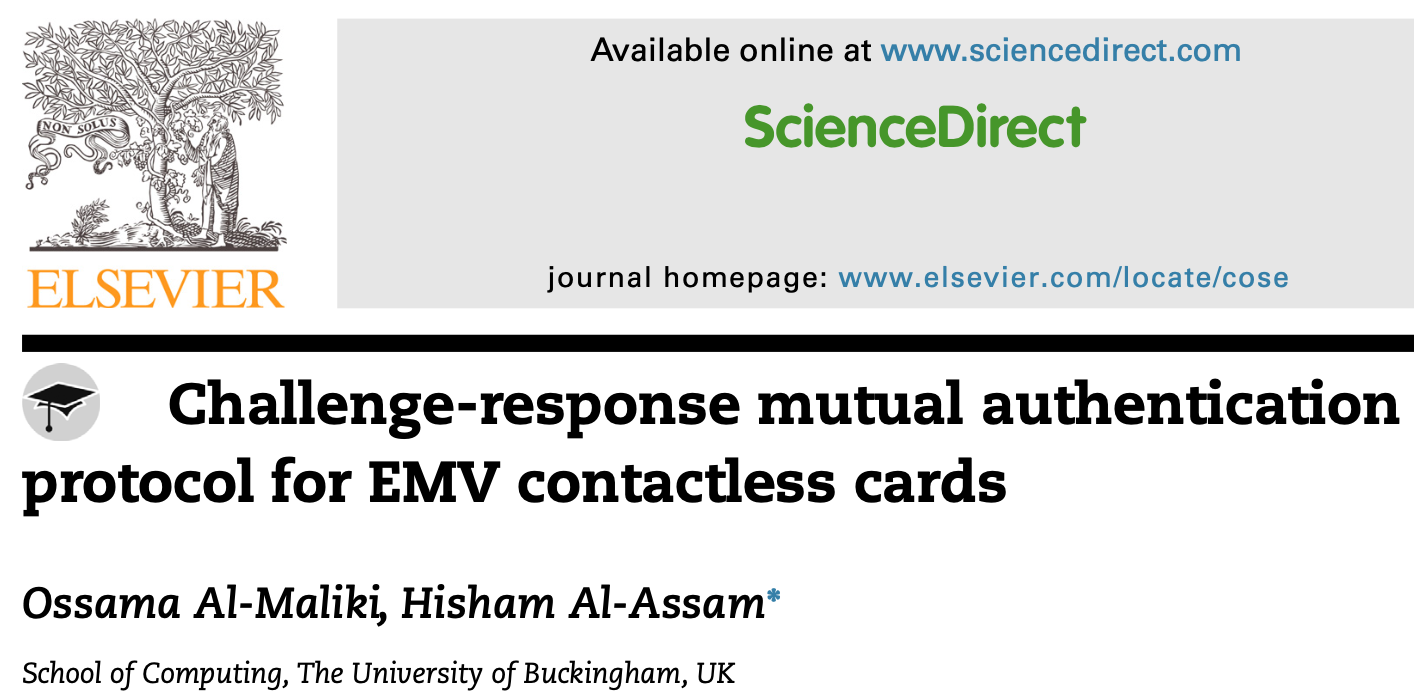 NON SOLUS
ELSEVIER
Available online at www.sciencedirect.com
ScienceDirect
journal homepage: www.elsevier.com/locate/cose
Challenge-response mutual authentication
protocol for EMV contactless cards
Ossama Al-Maliki, Hisham Al-Assam*
School of Computing, The University of Buckingham, UK